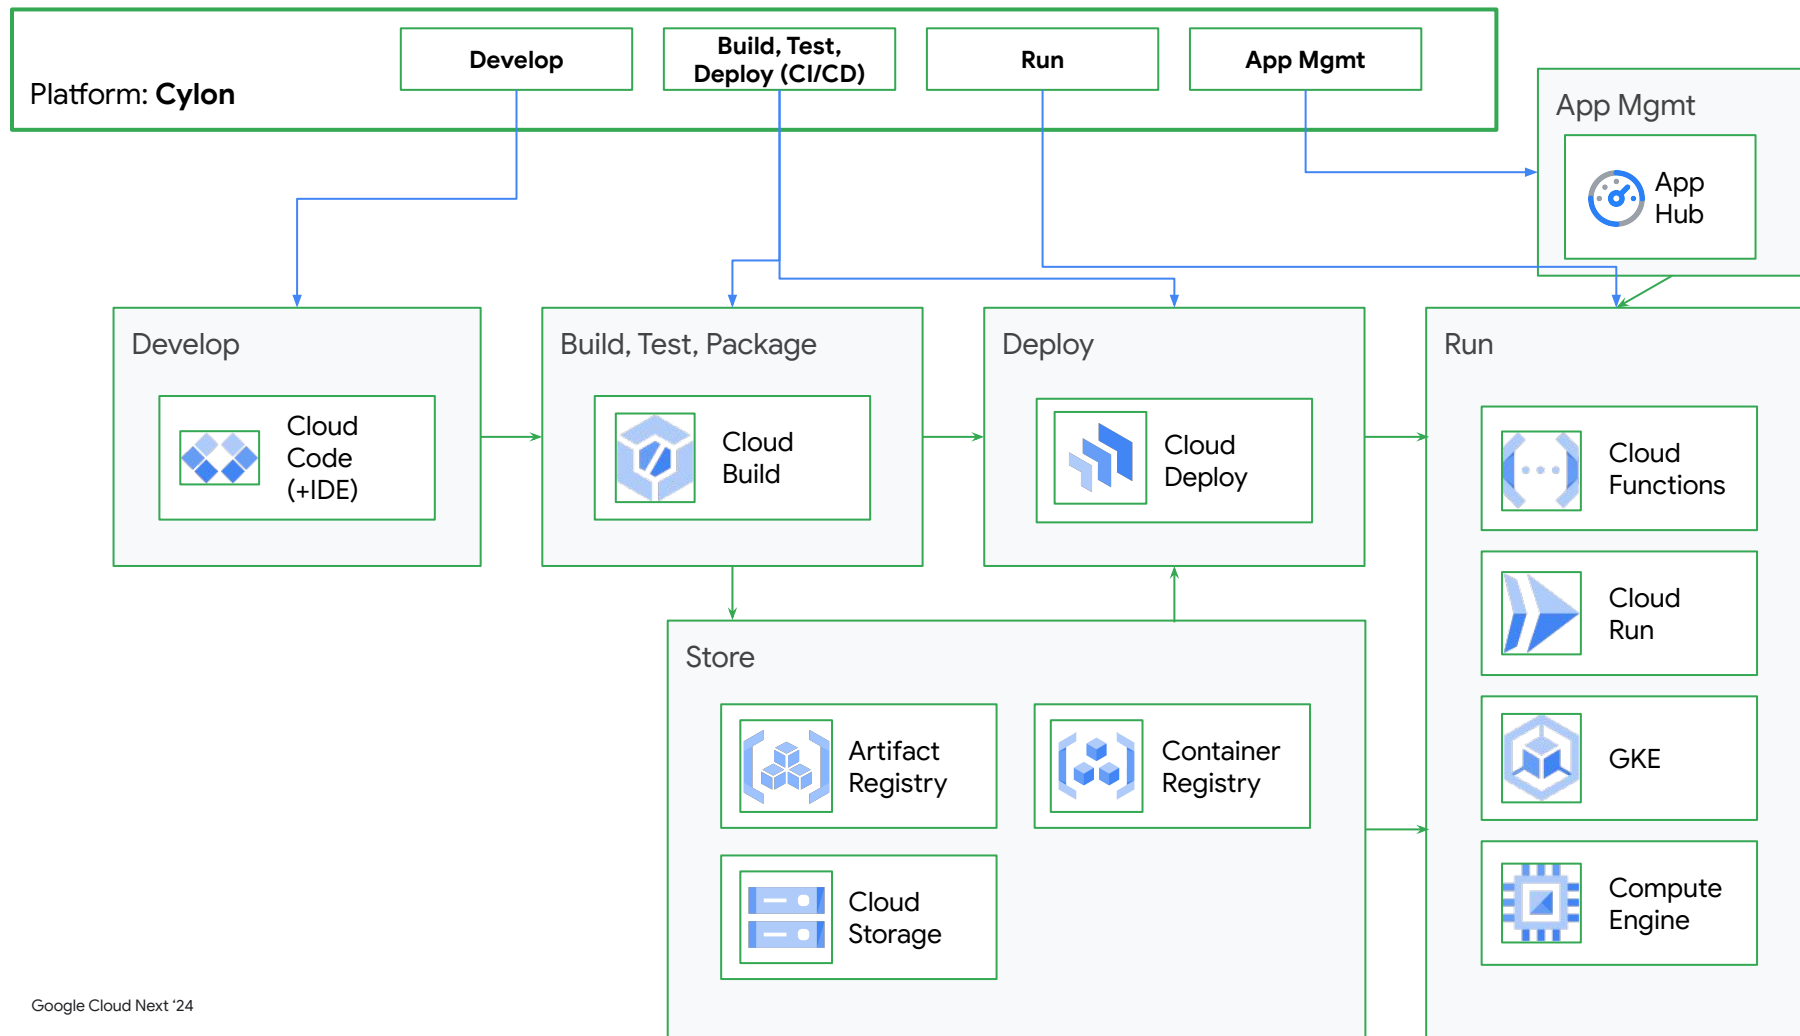 Platform: Cylon
Develop
Build, Test,
Deploy (CI/CD)
Run
App Mgmt
App Mgmt
App
Hub
Develop
Cloud
Code
(+IDE)
Build, Test, Package
Cloud
Build
Deploy
Cloud
Deploy
Run
Cloud
Functions
Cloud
Run
GKE
Compute
Engine
Store
Artifact
Registry
Container
Registry
Cloud
Storage
Google Cloud Next ‘24